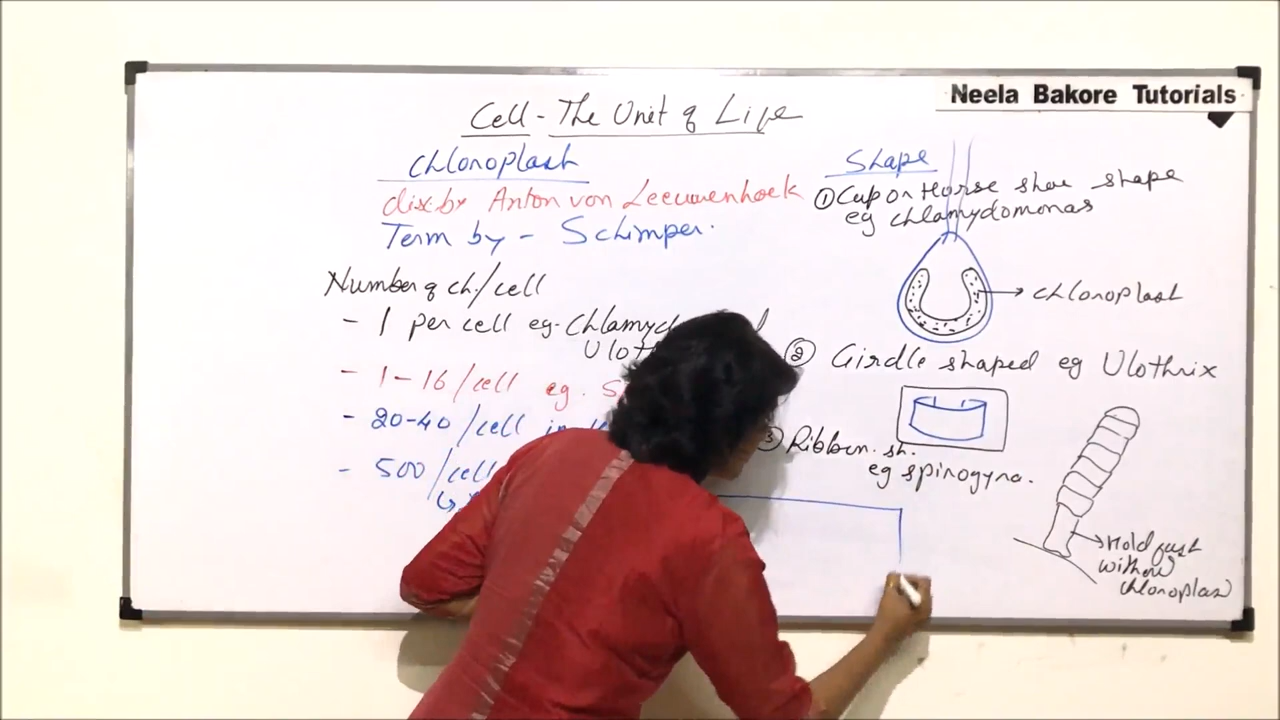 Neela Bakore Tutorials
Cell - The Unit of Life
Chloroplast
disc. by Anton von Leeuwenhoek
Term by - Schimper.
Number of ch./cell
- 1 per cell eg. Chlamyd
Uloth
- 1-16/cell eg. S
- 20-40/cell in
- 500/cell
Shape
① Cup or Horse shoe shape
eg chlamydomonas
chloroplast
② Girdle shaped eg Ulothrix
③ Ribbon. sh.
eg spirogyra.
Hold fast
without
chloroplast